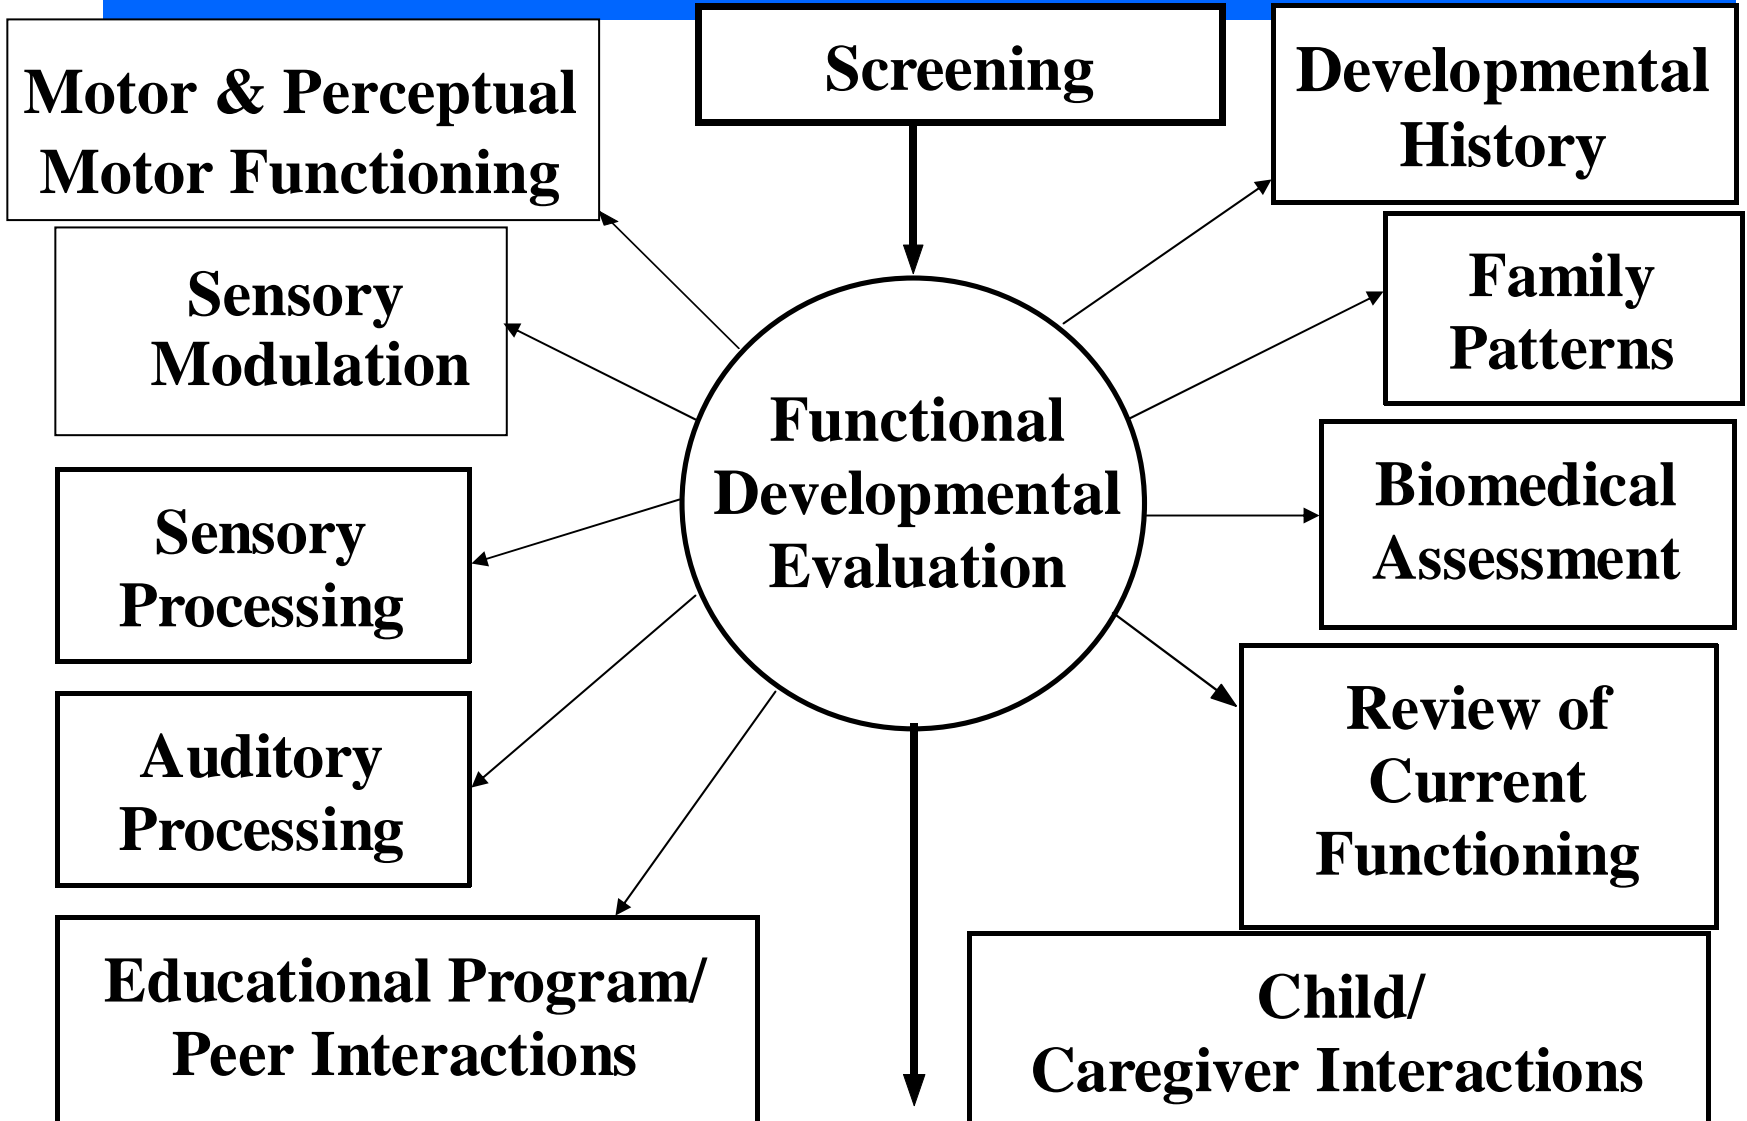 Screening
Motor & Perceptual
Motor Functioning
Developmental
History
Sensory
Modulation
Family
Patterns
Functional
Developmental
Evaluation
Sensory
Processing
Biomedical
Assessment
Auditory
Processing
Review of
Current
Functioning
Educational Program/
Peer Interactions
Child/
Caregiver Interactions